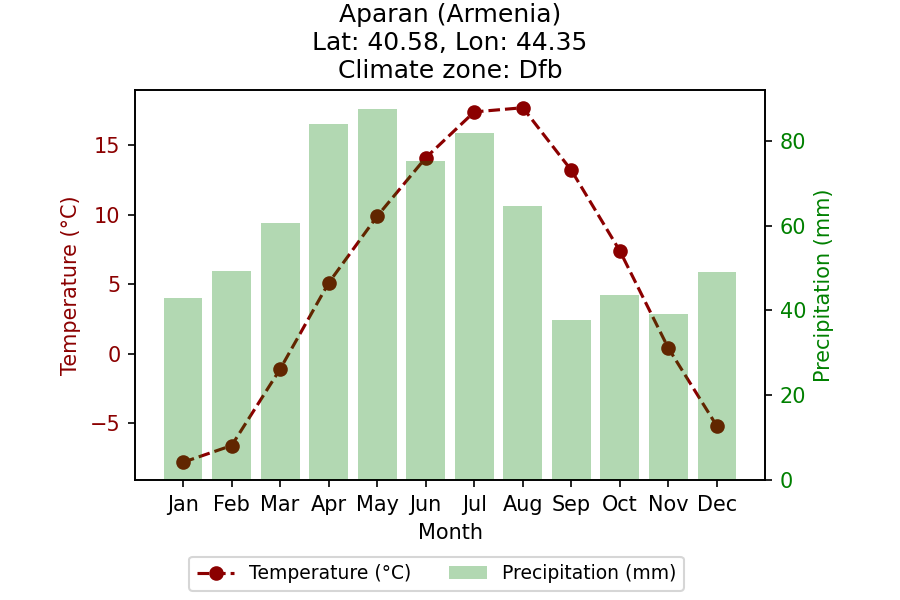 Aparan (Armenia)
Lat: 40.58, Lon: 44.35
Climate zone: Dfb
Temperature (°C)
15
10
5
0
−5
80
60
40
20
0
Precipitation (mm)
Jan Feb Mar Apr May Jun Jul Aug Sep Oct Nov Dec
Month
Temperature (°C) Precipitation (mm)